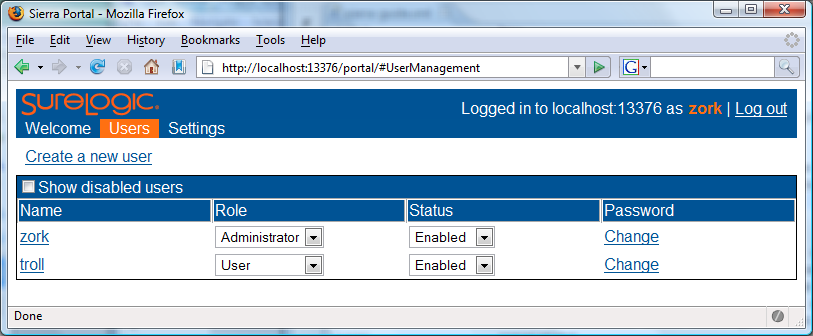 Sierra Portal - Mozilla Firefox
File Edit View History Bookmarks Tools Help
http://localhost:13376/portal/#UserManagement G
SURELOGIC.
Logged in to localhost:13376 as zork | Log out
Welcome Users Settings
Create a new user
Show disabled users
Name Role Status Password
zork Administrator Enabled Change
troll User Enabled Change
Done